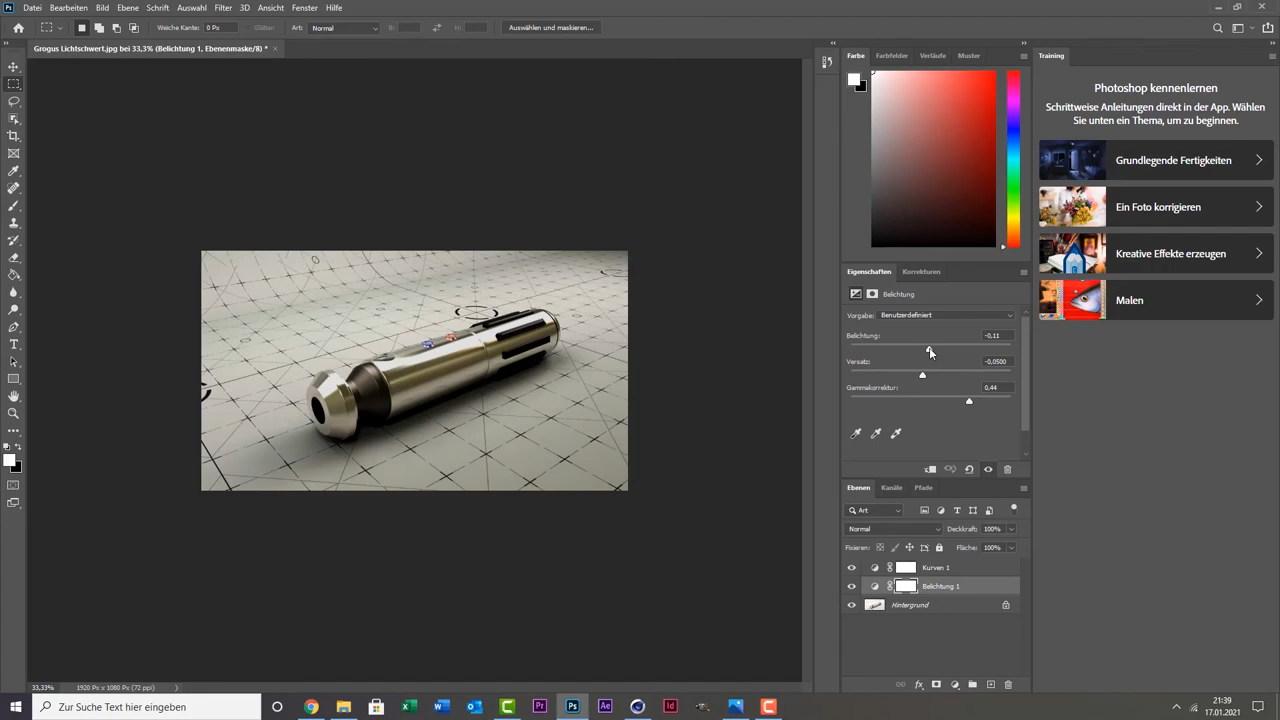 Datei Bearbeiten Bild Ebene Schrift Auswahl Filter 3D Ansicht Fenster Hilfe
Weiche Kante: 0 Px Glätten Art: Normal B: H: Auswählen und maskieren...
Grogus Lichtschwert.jpg bei 33,3% (Belichtung 1, Ebenenmaske/8) *
Farbe Farbfelder Verläufe Muster
Training
Photoshop kennenlernen
Schrittweise Anleitungen direkt in der App. Wählen
Sie unten ein Thema, um zu beginnen.
Grundlegende Fertigkeiten
Ein Foto korrigieren
Kreative Effekte erzeugen
Malen
Eigenschaften Korrekturen
Belichtung
Vorgabe: Benutzerdefiniert
Belichtung: -0,11
Versatz: -0,0500
Gammakorrektur: 0,44
Ebenen Kanäle Pfade
Art
Normal Deckkraft: 100%
Fixieren: Fläche: 100%
Kurven 1
Belichtung 1
Hintergrund
33,33% 1920 Px x 1080 Px (72 ppi)
Zur Suche Text hier eingeben
21:39
17.01.2021